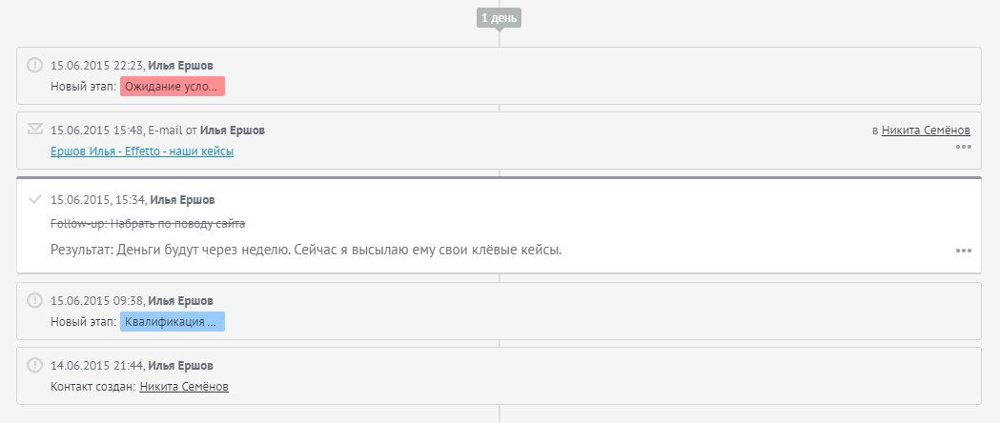 1 день
15.06.2015 22:23, Илья Ершов
Новый этап: Ожидание усло...
15.06.2015 15:48, E-mail от Илья Ершов
в Никита Семёнов
Ершов Илья - Effetto - наши кейсы
15.06.2015, 15:34, Илья Ершов
Follow-up: Набрать по поводу сайта
Результат: Деньги будут через неделю. Сейчас я высылаю ему свои клёвые кейсы.
15.06.2015 09:38, Илья Ершов
Новый этап: Квалификация ...
14.06.2015 21:44, Илья Ершов
Контакт создан: Никита Семёнов